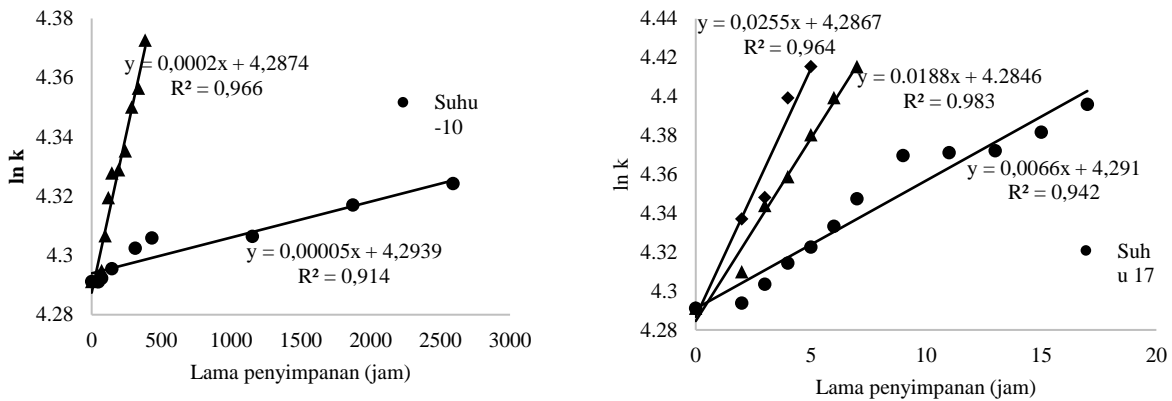 4.38
4.36
4.34
4.32
4.3
4.28
ln k
y = 0,0002x + 4,2874
R² = 0,966
Suhu
-10
y = 0,00005x + 4,2939
R² = 0,914
0 500 1000 1500 2000 2500 3000
Lama penyimpanan (jam)
4.44
4.42
4.4
4.38
4.36
4.34
4.32
4.3
4.28
ln k
y = 0,0255x + 4,2867
R² = 0,964
y = 0.0188x + 4.2846
R² = 0.983
y = 0,0066x + 4,291
R² = 0,942
Suh
u 17
0 5 10 15 20
Lama penyimpanan (jam)